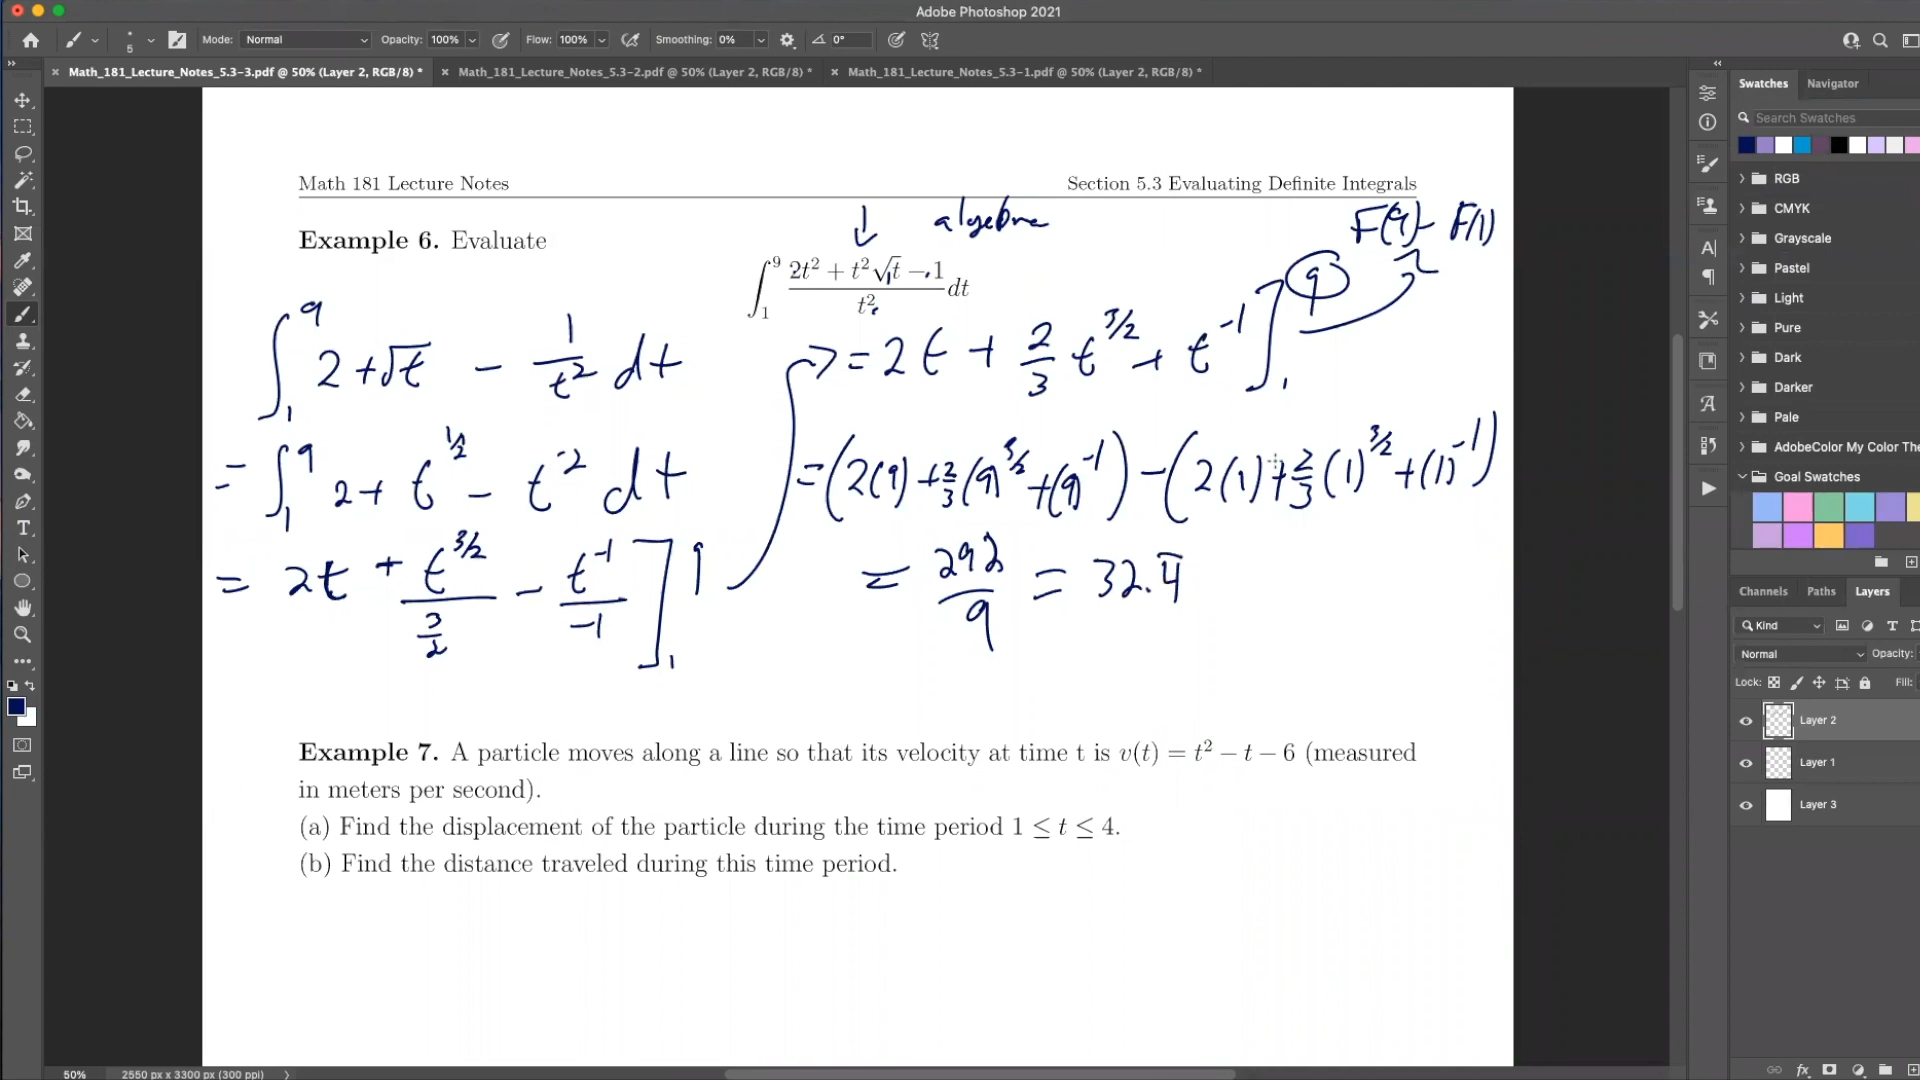 Adobe Photoshop 2021
5 Mode: Normal Opacity: 100% Flow: 100% Smoothing: 0% 0°
Math_181_Lecture_Notes_5.3-3.pdf @ 50% (Layer 2, RGB/8) * Math_181_Lecture_Notes_5.3-2.pdf @ 50% (Layer 2, RGB/8) * Math_181_Lecture_Notes_5.3-1.pdf @ 50% (Layer 2, RGB/8) *
Math 181 Lecture Notes Section 5.3 Evaluating Definite Integrals
↓ algebra F(9) - F(1)
Example 6. Evaluate
∫₁⁹ (2t² + t²√t − 1)/t² dt
∫₁⁹ 2 + √t − 1/t² dt
= ∫₁⁹ 2 + t^(1/2) − t^(-2) dt
= 2t + t^(3/2)/(3/2) − t^(-1)/(-1) ]₁⁹
= 2t + 2/3 t^(3/2) + t^(-1) ]₁⁹
= (2(9) + 2/3 (9)^(3/2) + (9)^(-1)) − (2(1) + 2/3 (1)^(3/2) + (1)^(-1))
= 292/9 = 32.4̅
Example 7. A particle moves along a line so that its velocity at time t is v(t) = t² − t − 6 (measured
in meters per second).
(a) Find the displacement of the particle during the time period 1 ≤ t ≤ 4.
(b) Find the distance traveled during this time period.
50% 2550 px x 3300 px (300 ppi)
Swatches Navigator
Search Swatches
RGB
CMYK
Grayscale
Pastel
Light
Pure
Dark
Darker
Pale
AdobeColor My Color The
Goal Swatches
Channels Paths Layers
Kind
Normal Opacity:
Lock: Fill:
Layer 2
Layer 1
Layer 3